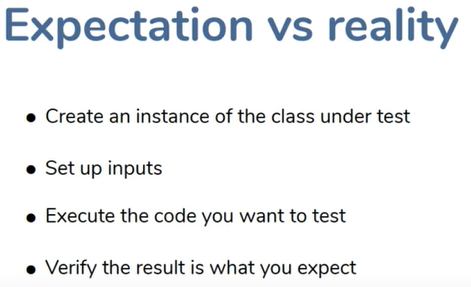 Expectation vs reality
● Create an instance of the class under test
● Set up inputs
● Execute the code you want to test
● Verify the result is what you expect